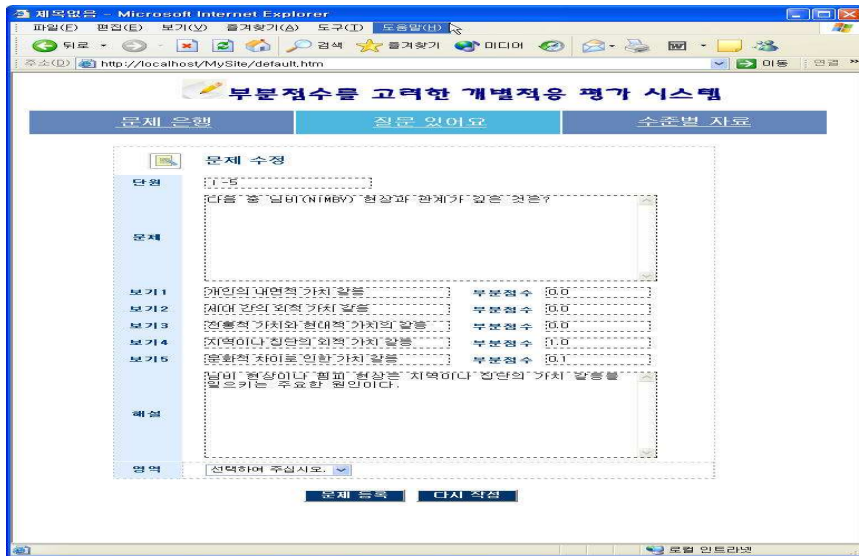 제목없음 - Microsoft Internet Explorer
파일(F) 편집(E) 보기(V) 즐겨찾기(A) 도구(T) 도움말(H)
뒤로 검색 즐겨찾기 미디어
주소(D) http://localhost/MySite/default.htm 이동 연결 »
부분점수를 고려한 개별적응 평가 시스템
문제 은행 질문 있어요 수준별 자료
문제 수정
단원 1-5
문제 다음 중 님비(NIMBY) 현상과 관계가 깊은 것은?
보기1 개인의 내면적 가치 갈등 부분점수 0.0
보기2 세대 간의 외적 가치 갈등 부분점수 0.0
보기3 전통적 가치와 현대적 가치의 갈등 부분점수 0.0
보기4 지역이나 집단의 외적 가치 갈등 부분점수 1.0
보기5 문화적 차이로 인한 가치 갈등 부분점수 0.1
해설 님비 현상이나 핌피 현상은 지역이나 집단의 가치 갈등을
일으키는 주요한 원인이다.
영역 선택하여 주십시오.
문제 등록 다시 작성
로컬 인트라넷